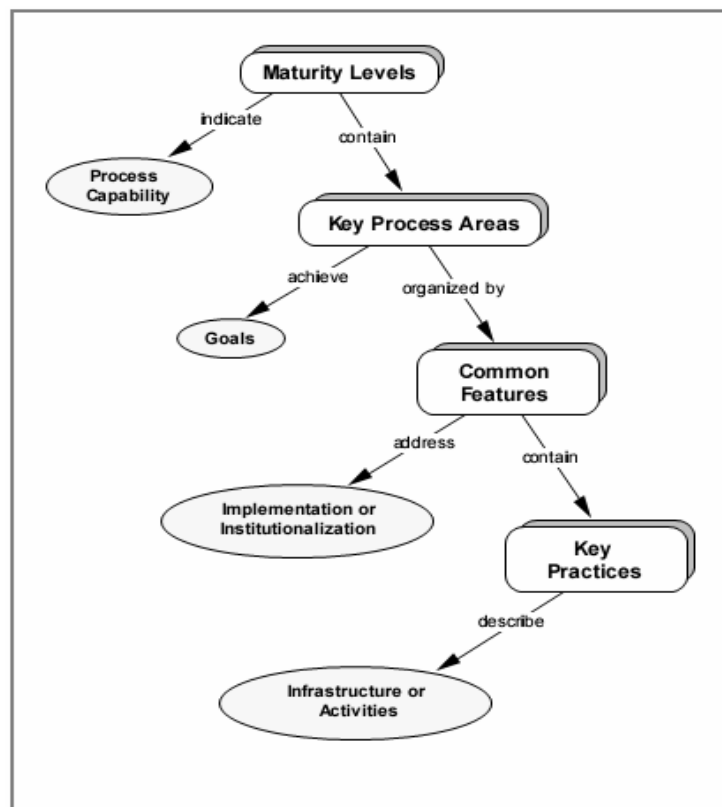 Maturity Levels
indicate
contain
Process
Capability
Key Process Areas
achieve
organized by
Goals
Common
Features
address
contain
Implementation or
Institutionalization
Key
Practices
describe
Infrastructure or
Activities